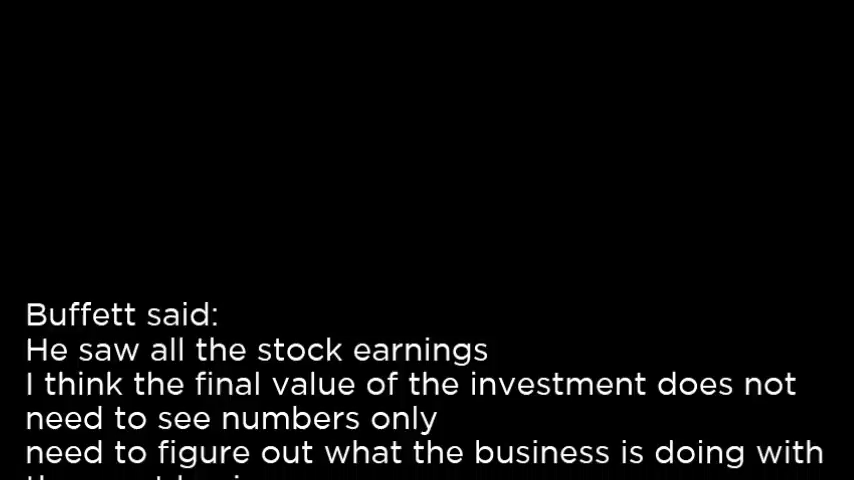 Buffett said:
He saw all the stock earnings
I think the final value of the investment does not
need to see numbers only
need to figure out what the business is doing with